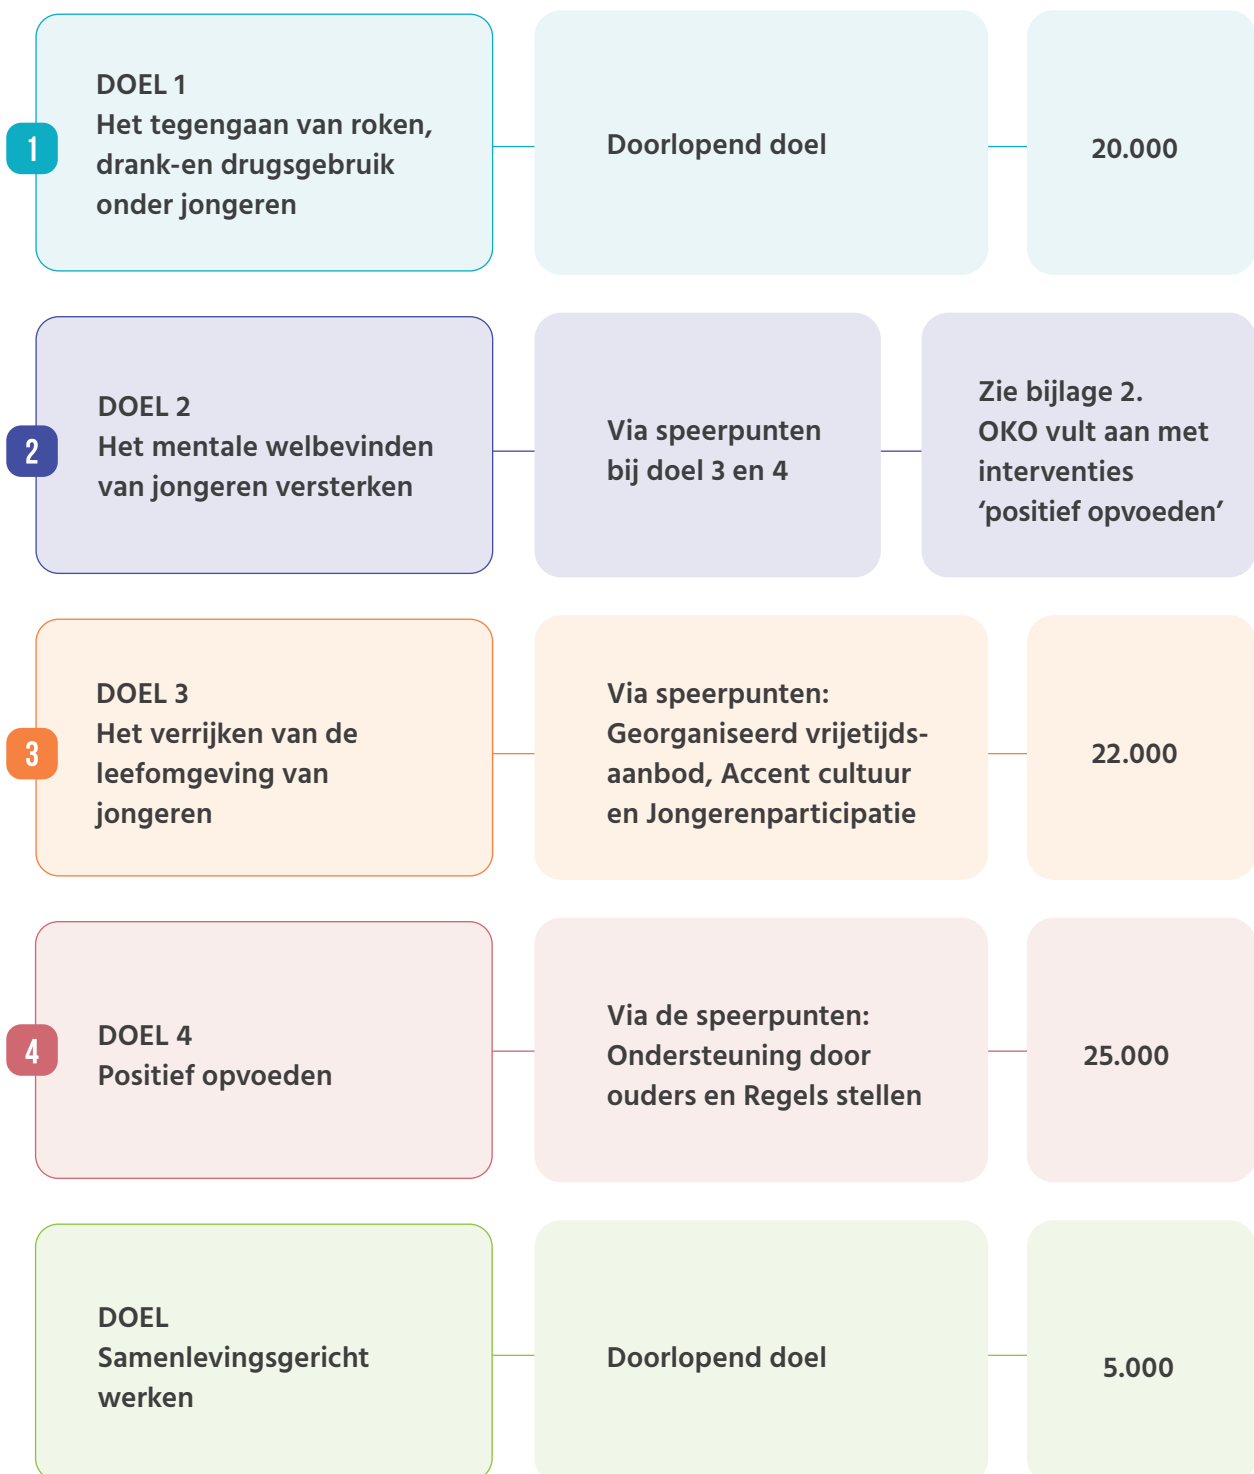 1
DOEL 1
Het tegengaan van roken,
drank-en drugsgebruik
onder jongeren
Doorlopend doel
20.000
2
DOEL 2
Het mentale welbevinden
van jongeren versterken
Via speerpunten
bij doel 3 en 4
Zie bijlage 2.
OKO vult aan met
interventies
‘positief opvoeden’
3
DOEL 3
Het verrijken van de
leefomgeving van
jongeren
Via speerpunten:
Georganiseerd vrijetijds-
aanbod, Accent cultuur
en Jongerenparticipatie
22.000
4
DOEL 4
Positief opvoeden
Via de speerpunten:
Ondersteuning door
ouders en Regels stellen
25.000
DOEL
Samenlevingsgericht
werken
Doorlopend doel
5.000